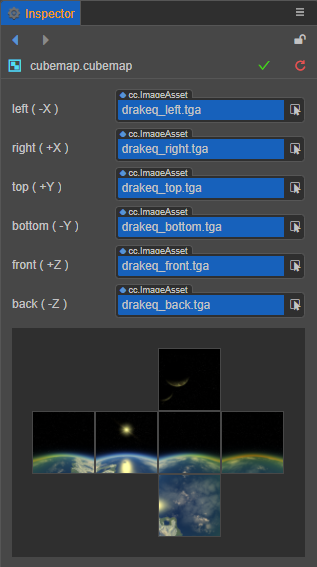 Inspector
cubemap.cubemap
cc.ImageAsset
left ( -X ) drakeq_left.tga
cc.ImageAsset
right ( +X ) drakeq_right.tga
cc.ImageAsset
top ( +Y ) drakeq_top.tga
cc.ImageAsset
bottom ( -Y ) drakeq_bottom.tga
cc.ImageAsset
front ( +Z ) drakeq_front.tga
cc.ImageAsset
back ( -Z ) drakeq_back.tga